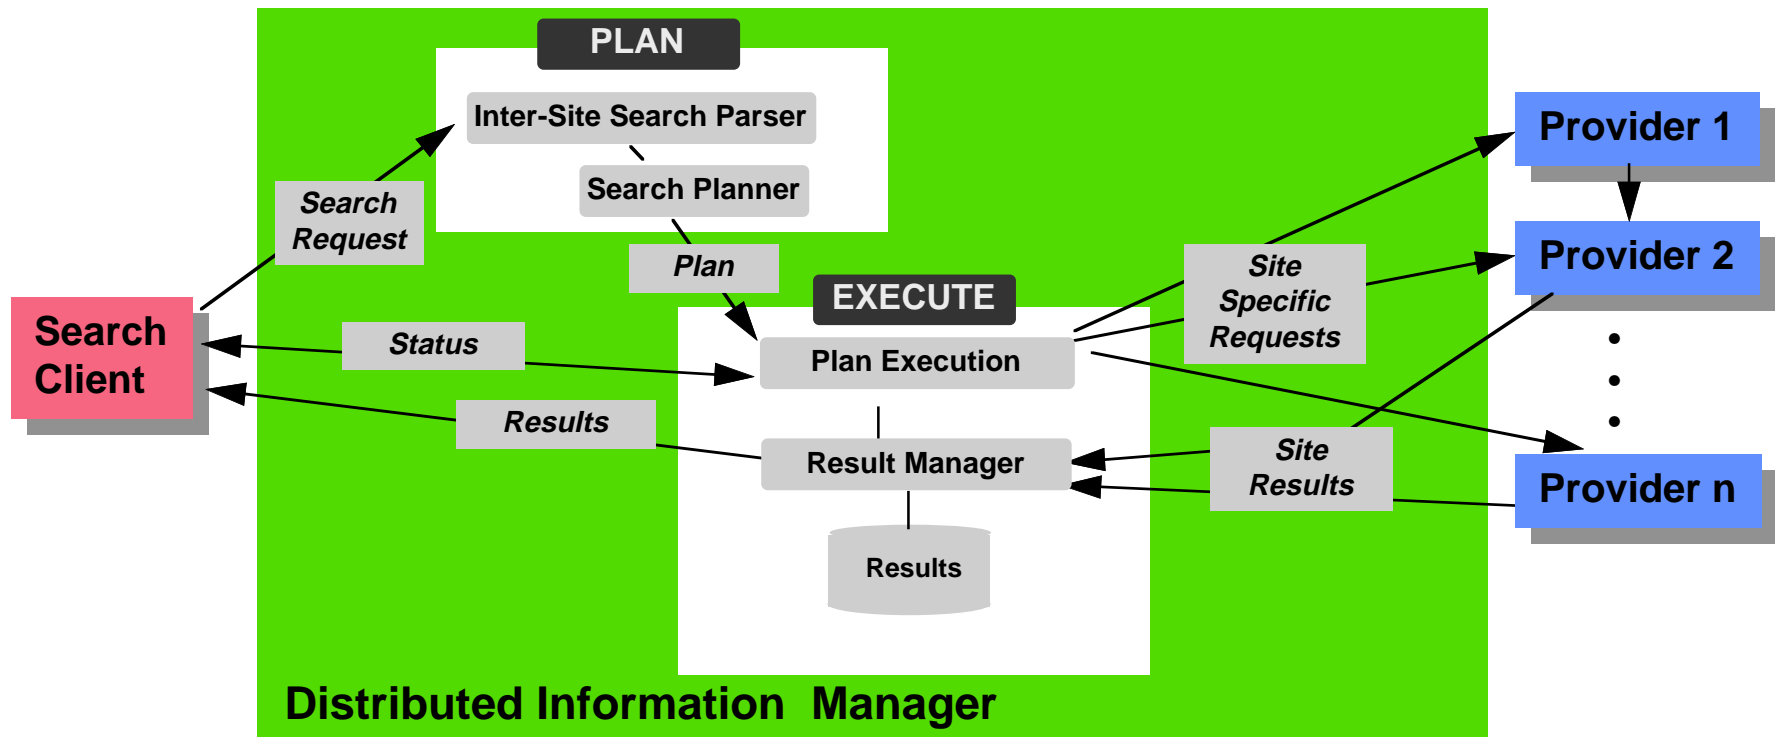 PLAN
Inter-Site Search Parser
Search Planner
Search
Request
Plan
EXECUTE
Search
Client
Status
Plan Execution
Results
Result Manager
Results
Site
Specific
Requests
Site
Results
Provider 1
Provider 2
Provider n
Distributed Information Manager